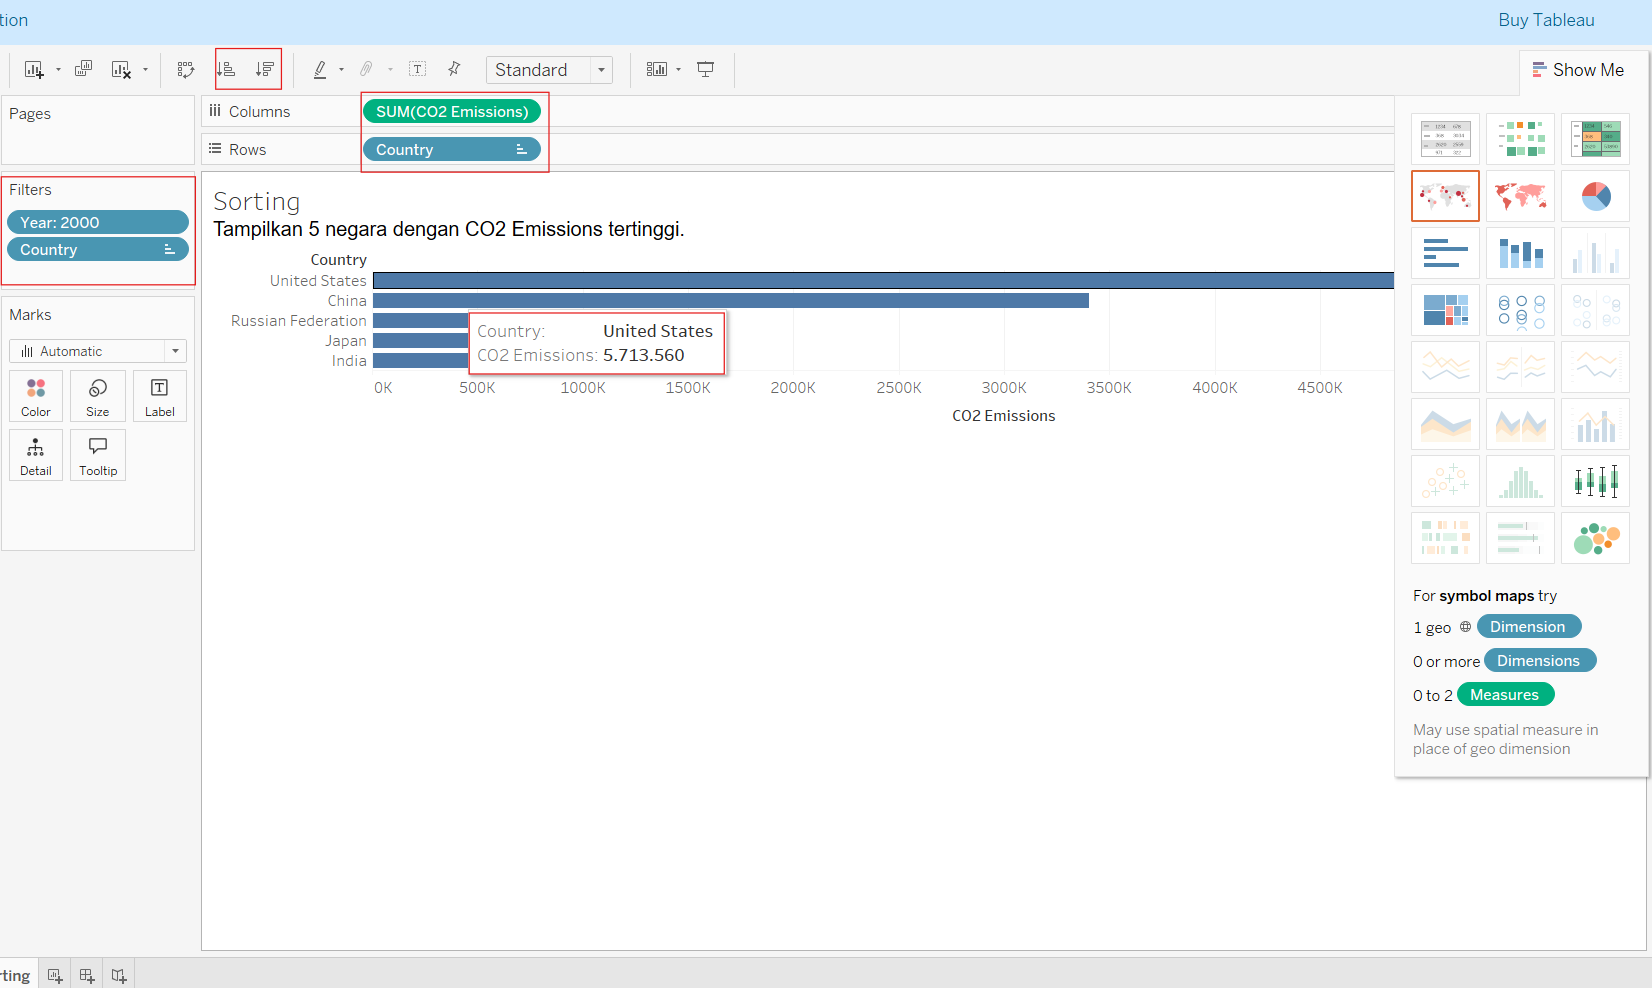 tion
Buy Tableau
Standard
Show Me
Pages
Columns
SUM(CO2 Emissions)
Rows
Country
Filters
Year: 2000
Country
Marks
Automatic
Color
Size
Label
Detail
Tooltip
Sorting
Tampilkan 5 negara dengan CO2 Emissions tertinggi.
Country
United States
China
Russian Federation
Japan
India
Country: United States
CO2 Emissions: 5.713.560
0K 500K 1000K 1500K 2000K 2500K 3000K 3500K 4000K 4500K
CO2 Emissions
For symbol maps try
1 geo Dimension
0 or more Dimensions
0 to 2 Measures
May use spatial measure in
place of geo dimension
rting